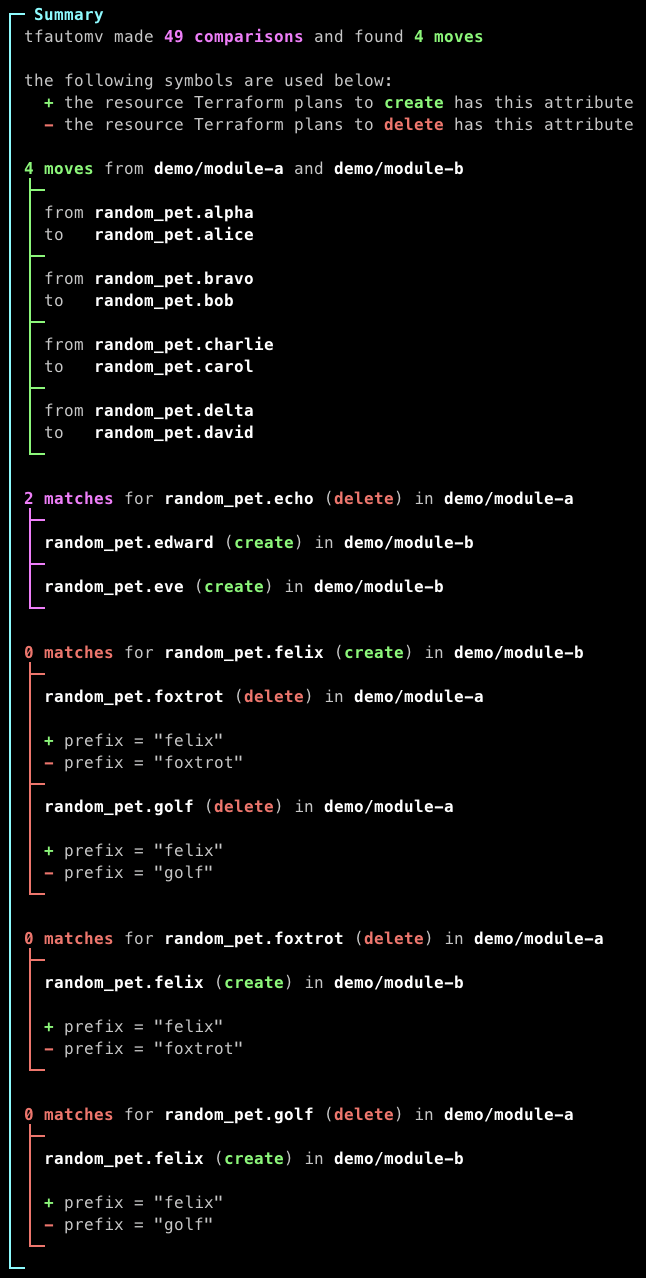 Summary
tfautomv made 49 comparisons and found 4 moves
the following symbols are used below:
+ the resource Terraform plans to create has this attribute
- the resource Terraform plans to delete has this attribute
4 moves from demo/module-a and demo/module-b
from random_pet.alpha
to random_pet.alice
from random_pet.bravo
to random_pet.bob
from random_pet.charlie
to random_pet.carol
from random_pet.delta
to random_pet.david
2 matches for random_pet.echo (delete) in demo/module-a
random_pet.edward (create) in demo/module-b
random_pet.eve (create) in demo/module-b
0 matches for random_pet.felix (create) in demo/module-b
random_pet.foxtrot (delete) in demo/module-a
+ prefix = "felix"
- prefix = "foxtrot"
random_pet.golf (delete) in demo/module-a
+ prefix = "felix"
- prefix = "golf"
0 matches for random_pet.foxtrot (delete) in demo/module-a
random_pet.felix (create) in demo/module-b
+ prefix = "felix"
- prefix = "foxtrot"
0 matches for random_pet.golf (delete) in demo/module-a
random_pet.felix (create) in demo/module-b
+ prefix = "felix"
- prefix = "golf"